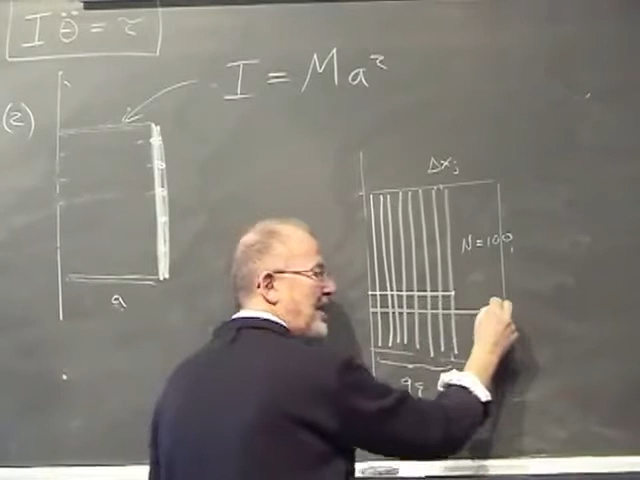 I θ̈ = τ
I = Ma²
(2)
Δxⱼ
N = 100
a